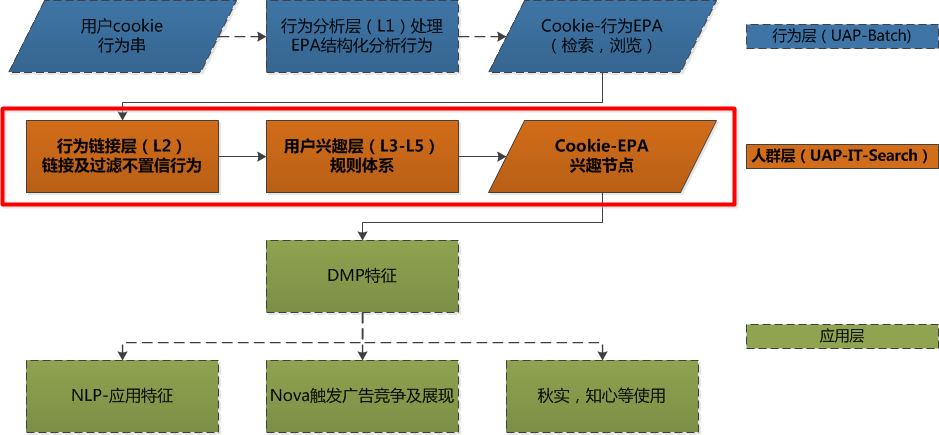 用户cookie
行为串
行为分析层（L1）处理
EPA结构化分析行为
Cookie-行为EPA
（检索，浏览）
行为层（UAP-Batch)
行为链接层（L2）
链接及过滤不置信行为
用户兴趣层（L3-L5）
规则体系
Cookie-EPA
兴趣节点
人群层（UAP-IT-Search）
DMP特征
应用层
NLP-应用特征
Nova触发广告竞争及展现
秋实，知心等使用